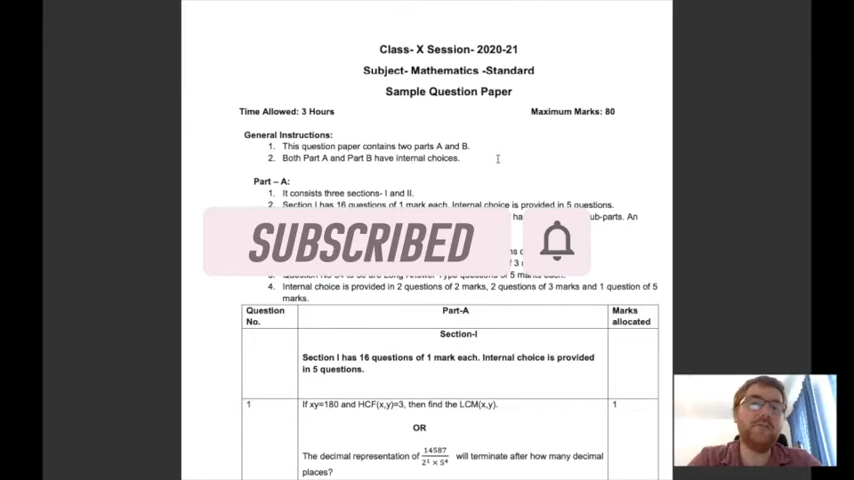 Class- X Session- 2020-21
Subject- Mathematics -Standard
Sample Question Paper
Time Allowed: 3 Hours Maximum Marks: 80
General Instructions:
1. This question paper contains two parts A and B.
2. Both Part A and Part B have internal choices.
Part – A:
1. It consists three sections- I and II.
2. Section I has 16 questions of 1 mark each. Internal choice is provided in 5 questions.
ub-parts. An
SUBSCRIBED
4. Internal choice is provided in 2 questions of 2 marks, 2 questions of 3 marks and 1 question of 5
marks.
Question Part-A Marks
No. allocated
Section-I
Section I has 16 questions of 1 mark each. Internal choice is provided
in 5 questions.
1 If xy=180 and HCF(x,y)=3, then find the LCM(x,y). 1
OR
The decimal representation of 14587 / 2¹ × 5⁴ will terminate after how many decimal
places?